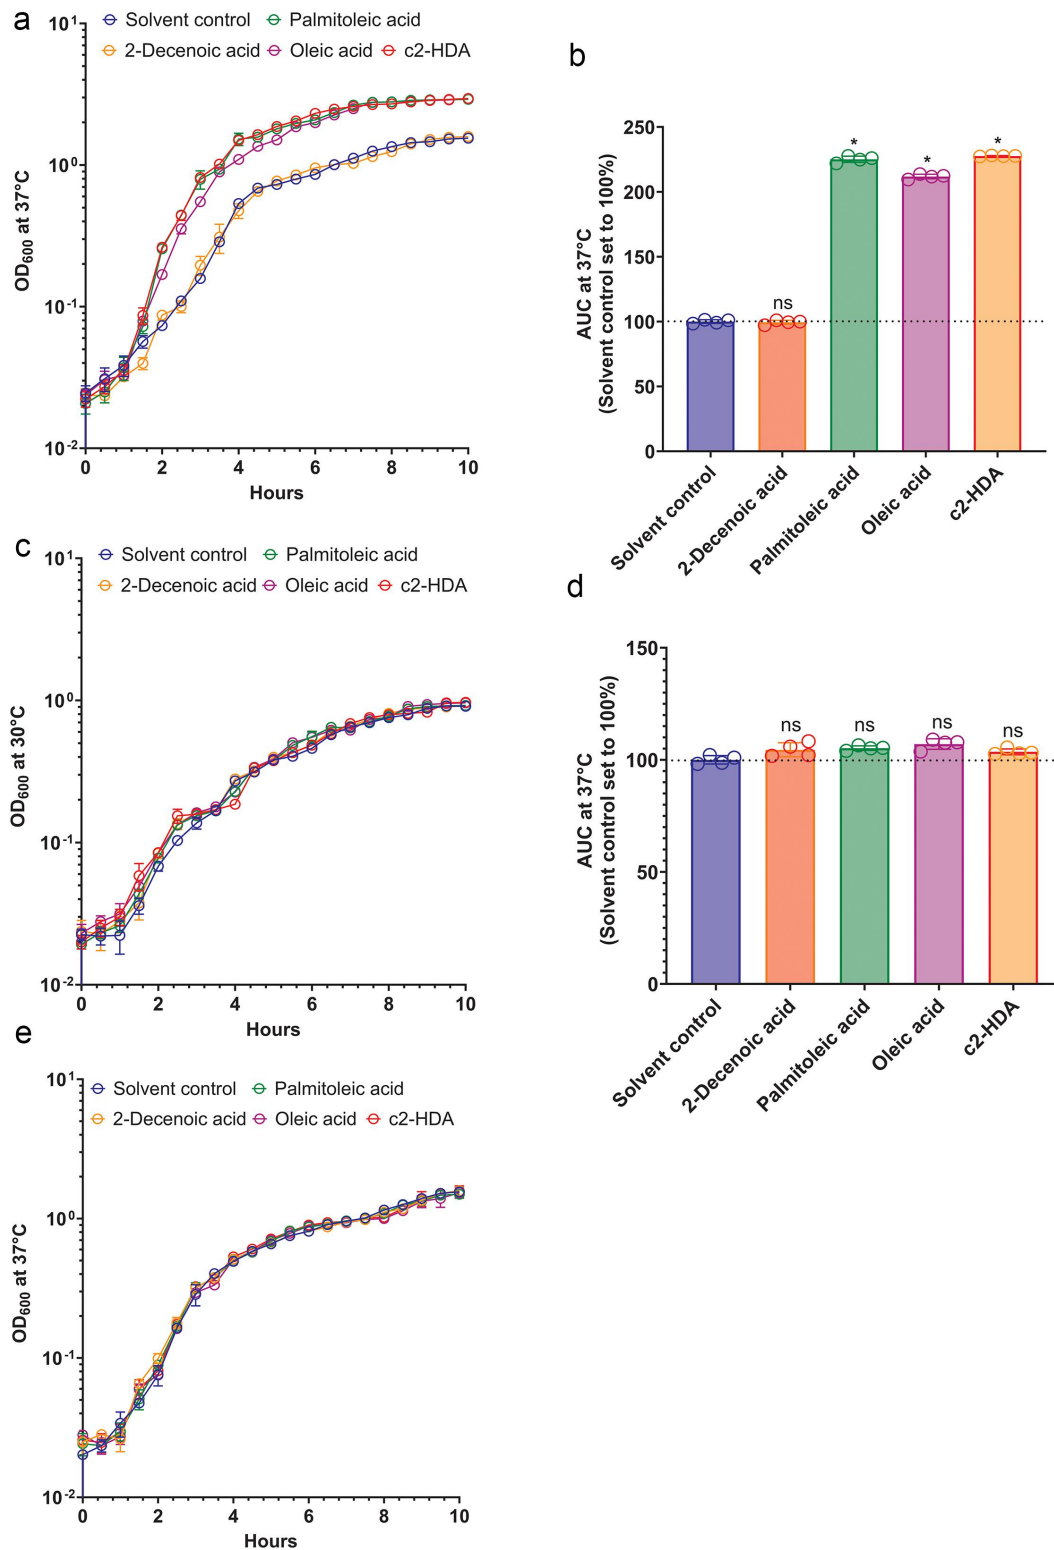 a
Solvent control Palmitoleic acid
2-Decenoic acid Oleic acid c2-HDA
10¹
10⁰
10⁻¹
10⁻²
OD₆₀₀ at 37°C
0 2 4 6 8 10
Hours
b
250
200
150
100
50
0
AUC at 37°C
(Solvent control set to 100%)
ns * * *
Solvent control
2-Decenoic acid
Palmitoleic acid
Oleic acid
c2-HDA
c
Solvent control Palmitoleic acid
2-Decenoic acid Oleic acid c2-HDA
10¹
10⁰
10⁻¹
10⁻²
OD₆₀₀ at 30°C
0 2 4 6 8 10
Hours
d
150
100
50
0
AUC at 37°C
(Solvent control set to 100%)
ns ns ns ns
Solvent control
2-Decenoic acid
Palmitoleic acid
Oleic acid
c2-HDA
e
Solvent control Palmitoleic acid
2-Decenoic acid Oleic acid c2-HDA
10¹
10⁰
10⁻¹
10⁻²
OD₆₀₀ at 37°C
0 2 4 6 8 10
Hours